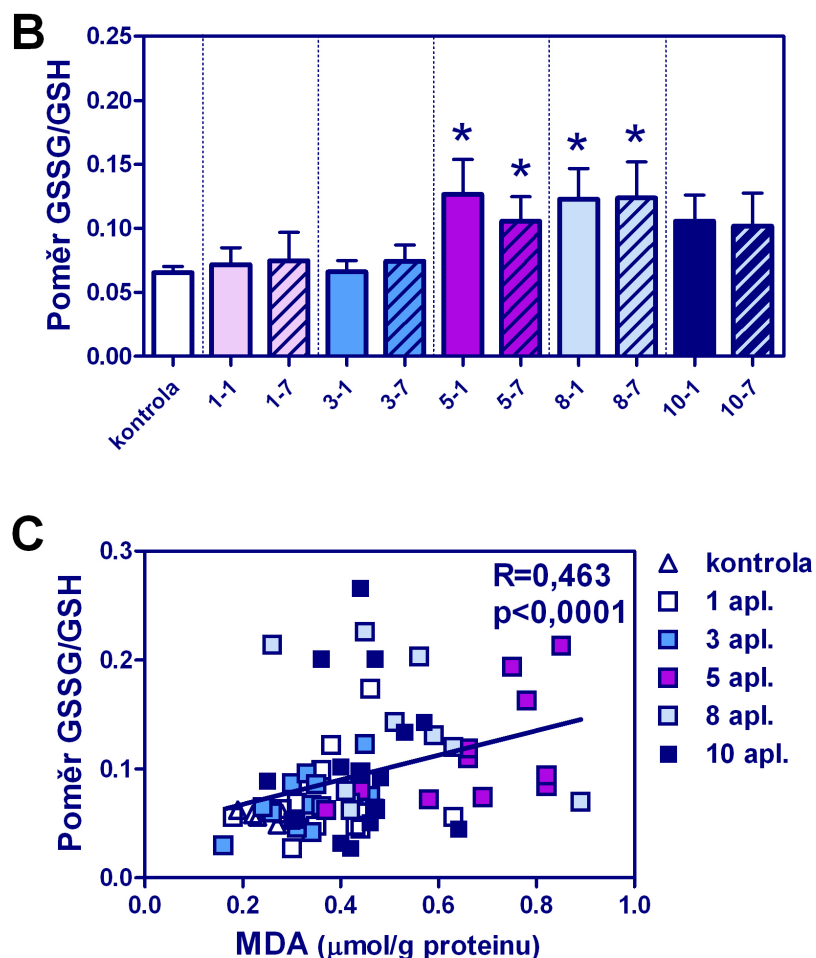 B
Poměr GSSG/GSH
0.25
0.20
0.15
0.10
0.05
0.00
* * * *
kontrola 1-1 1-7 3-1 3-7 5-1 5-7 8-1 8-7 10-1 10-7
C
Poměr GSSG/GSH
0.3
0.2
0.1
0.0
R=0,463
p<0,0001
kontrola
1 apl.
3 apl.
5 apl.
8 apl.
10 apl.
0.0 0.2 0.4 0.6 0.8 1.0
MDA (μmol/g proteinu)